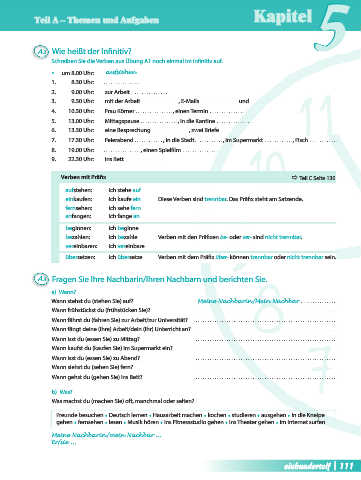 Teil A – Themen und Aufgaben
Kapitel 5
A2 Wie heißt der Infinitiv?
Schreiben Sie die Verben aus Übung A1 noch einmal im Infinitiv auf.
• um 8.00 Uhr: aufstehen
1. 8.30 Uhr: ............
2. 9.00 Uhr: zur Arbeit ............
3. 9.30 Uhr: mit der Arbeit ............, E-Mails ............ und ............
4. 10.30 Uhr: Frau Körner ............, einen Termin ............
5. 13.00 Uhr: Mittagspause ............, in die Kantine ............
6. 13.30 Uhr: eine Besprechung ............, zwei Briefe ............
7. 17.30 Uhr: Feierabend ............, in die Stadt ............, im Supermarkt ............, Fisch ............
8. 19.00 Uhr: ............, einen Spielfilm ............
9. 22.30 Uhr: ins Bett ............
Verben mit Präfix ⇨ Teil C Seite 130
aufstehen: Ich stehe auf
einkaufen: Ich kaufe ein Diese Verben sind trennbar. Das Präfix steht am Satzende.
fernsehen: Ich sehe fern
anfangen: Ich fange an
beginnen: Ich beginne
bezahlen: Ich bezahle Verben mit den Präfixen be- oder ver- sind nicht trennbar.
vereinbaren: Ich vereinbare
übersetzen: Ich übersetze Verben mit dem Präfix über- können trennbar oder nicht trennbar sein.
A3 Fragen Sie Ihre Nachbarin/Ihren Nachbarn und berichten Sie.
a) Wann?
Wann stehst du (stehen Sie) auf? Meine Nachbarin/Mein Nachbar ............
Wann frühstückst du (frühstücken Sie)?
Wann fährst du (fahren Sie) zur Arbeit/zur Universität? ............
Wann fängt deine (Ihre) Arbeit/dein (Ihr) Unterricht an?
Wann isst du (essen Sie) zu Mittag? ............
Wann kaufst du (kaufen Sie) im Supermarkt ein?
Wann isst du (essen Sie) zu Abend? ............
Wann siehst du (sehen Sie) fern?
Wann gehst du (gehen Sie) ins Bett? ............
b) Was?
Was machst du (machen Sie) oft, manchmal oder selten?
Freunde besuchen • Deutsch lernen • Hausarbeit machen • kochen • studieren • ausgehen • in die Kneipe
gehen • fernsehen • lesen • Musik hören • ins Fitnessstudio gehen • ins Theater gehen • im Internet surfen
Meine Nachbarin/mein Nachbar ...
Er/sie ...
einhundertelf | 111